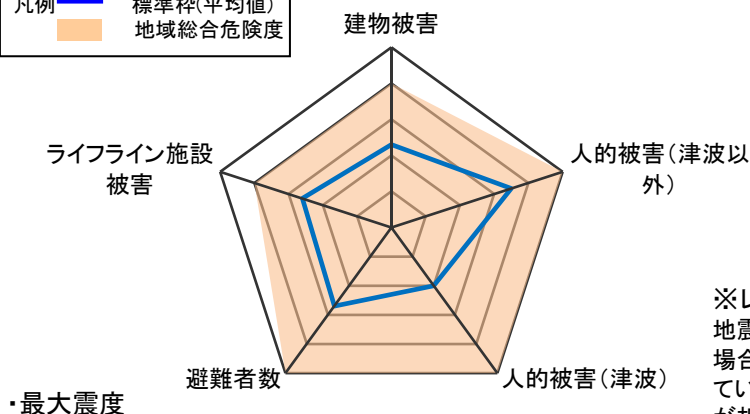 凡例 標準枠(平均値)
地域総合危険度
建物被害
ライフライン施設
被害
人的被害(津波以
外)
避難者数
人的被害(津波)
・最大震度
※レ
地震
場合
てい